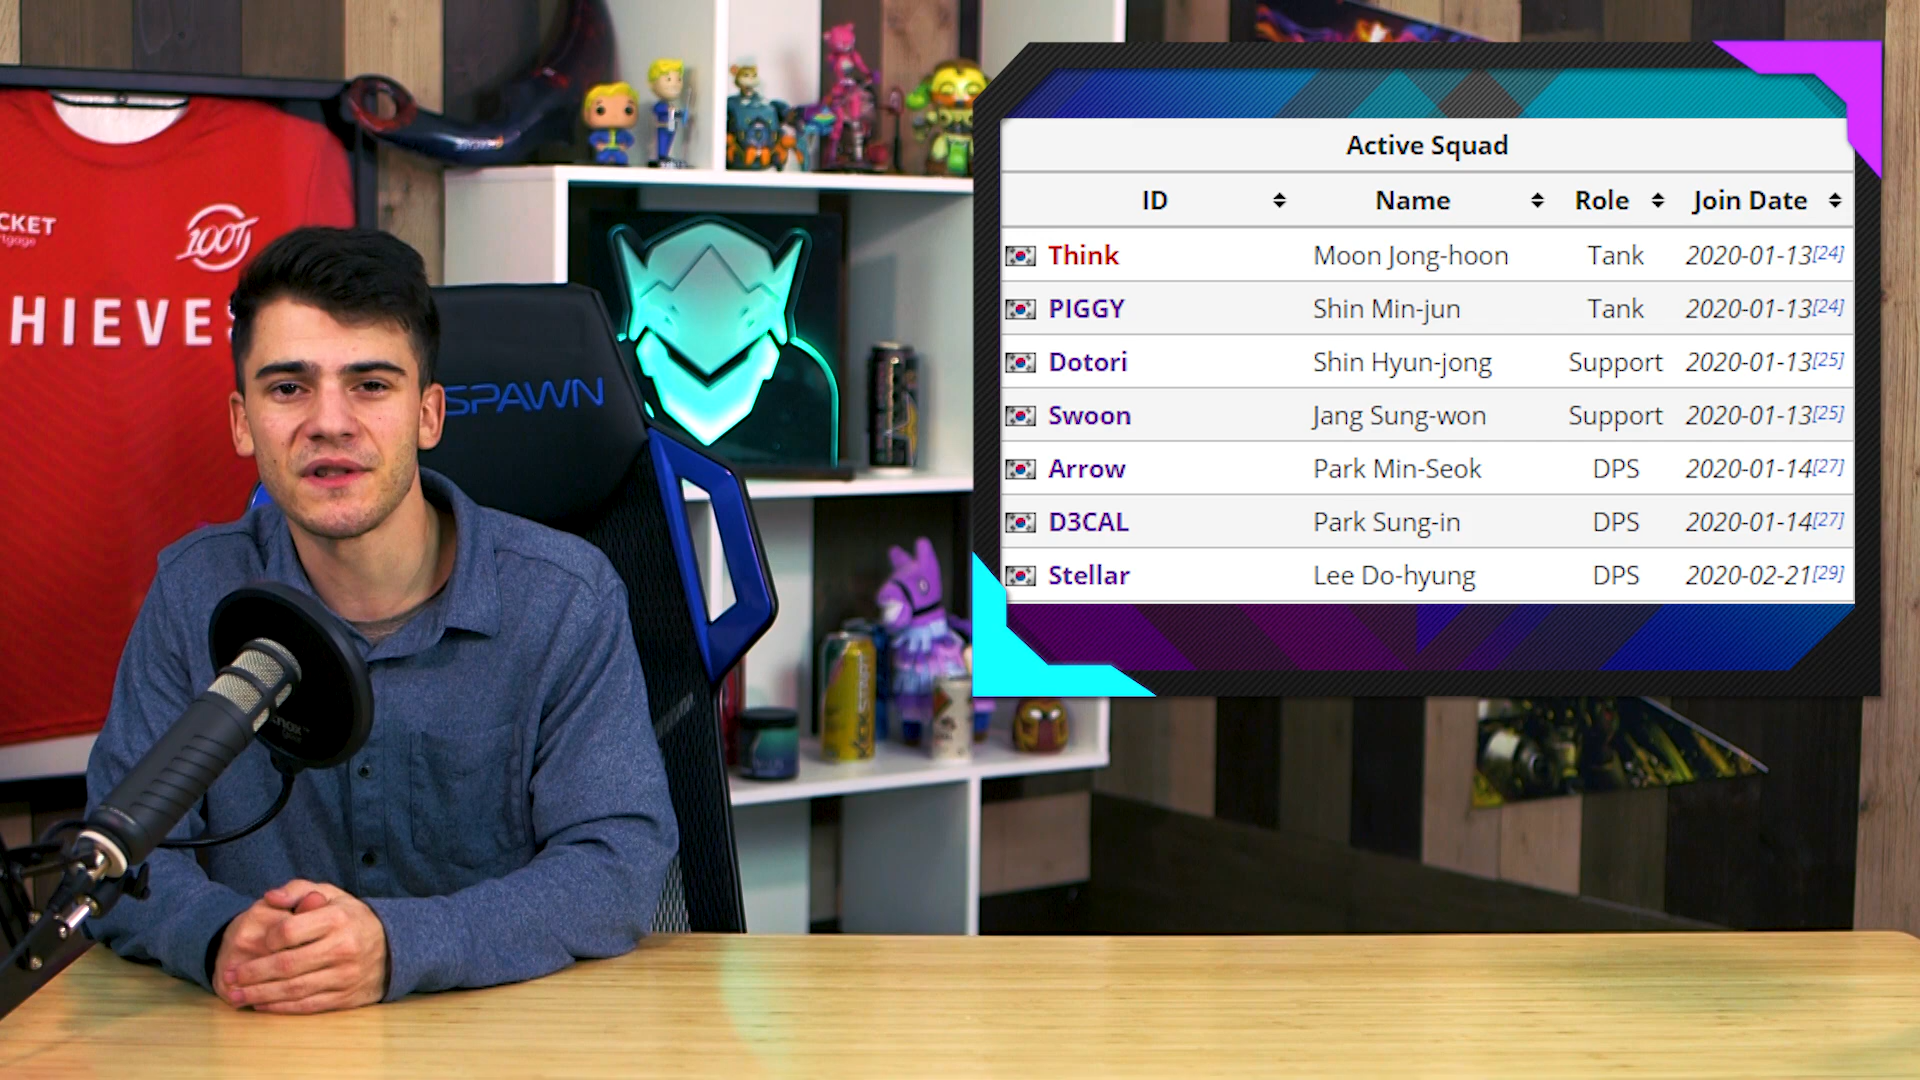 Active Squad
ID Name Role Join Date
Think Moon Jong-hoon Tank 2020-01-13[24]
PIGGY Shin Min-jun Tank 2020-01-13[24]
Dotori Shin Hyun-jong Support 2020-01-13[25]
Swoon Jang Sung-won Support 2020-01-13[25]
Arrow Park Min-Seok DPS 2020-01-14[27]
D3CAL Park Sung-in DPS 2020-01-14[27]
Stellar Lee Do-hyung DPS 2020-02-21[29]
CKET
100T
HIEVES
SPAWN
ROCKSTAR